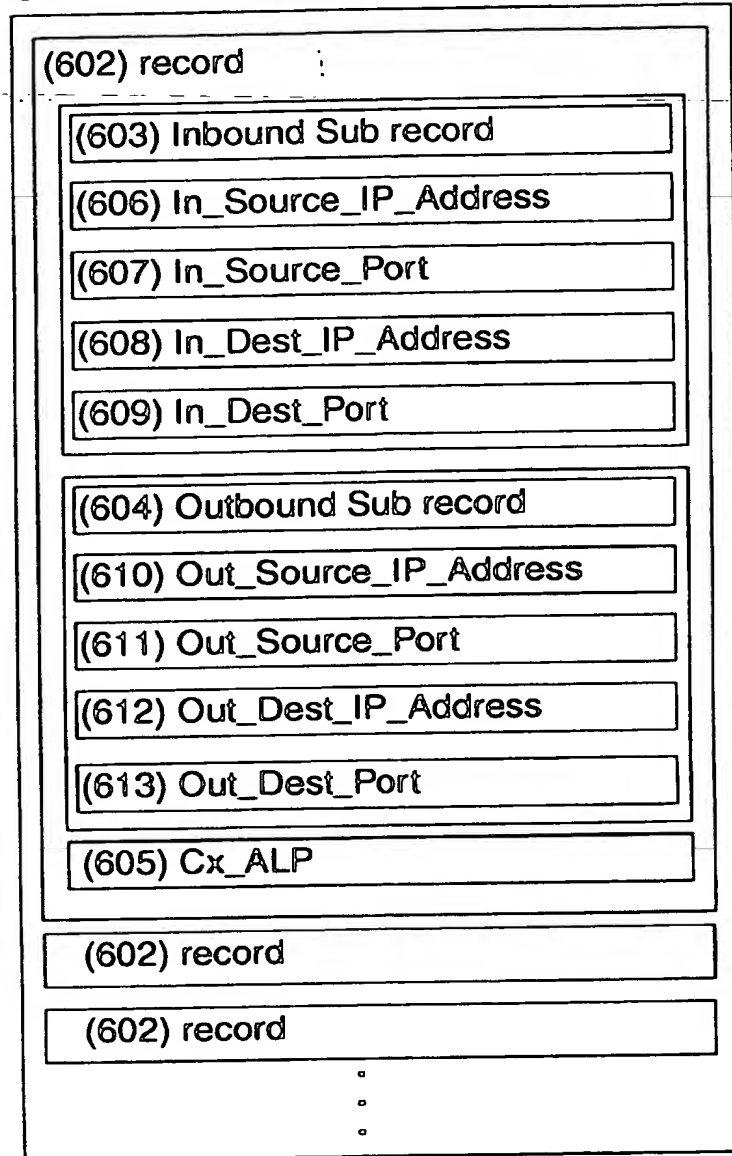 (602) record
(603) Inbound Sub record
(606) In_Source_IP_Address
(607) In_Source_Port
(608) In_Dest_IP_Address
(609) In_Dest_Port
(604) Outbound Sub record
(610) Out_Source_IP_Address
(611) Out_Source_Port
(612) Out_Dest_IP_Address
(613) Out_Dest_Port
(605) Cx_ALP
(602) record
(602) record